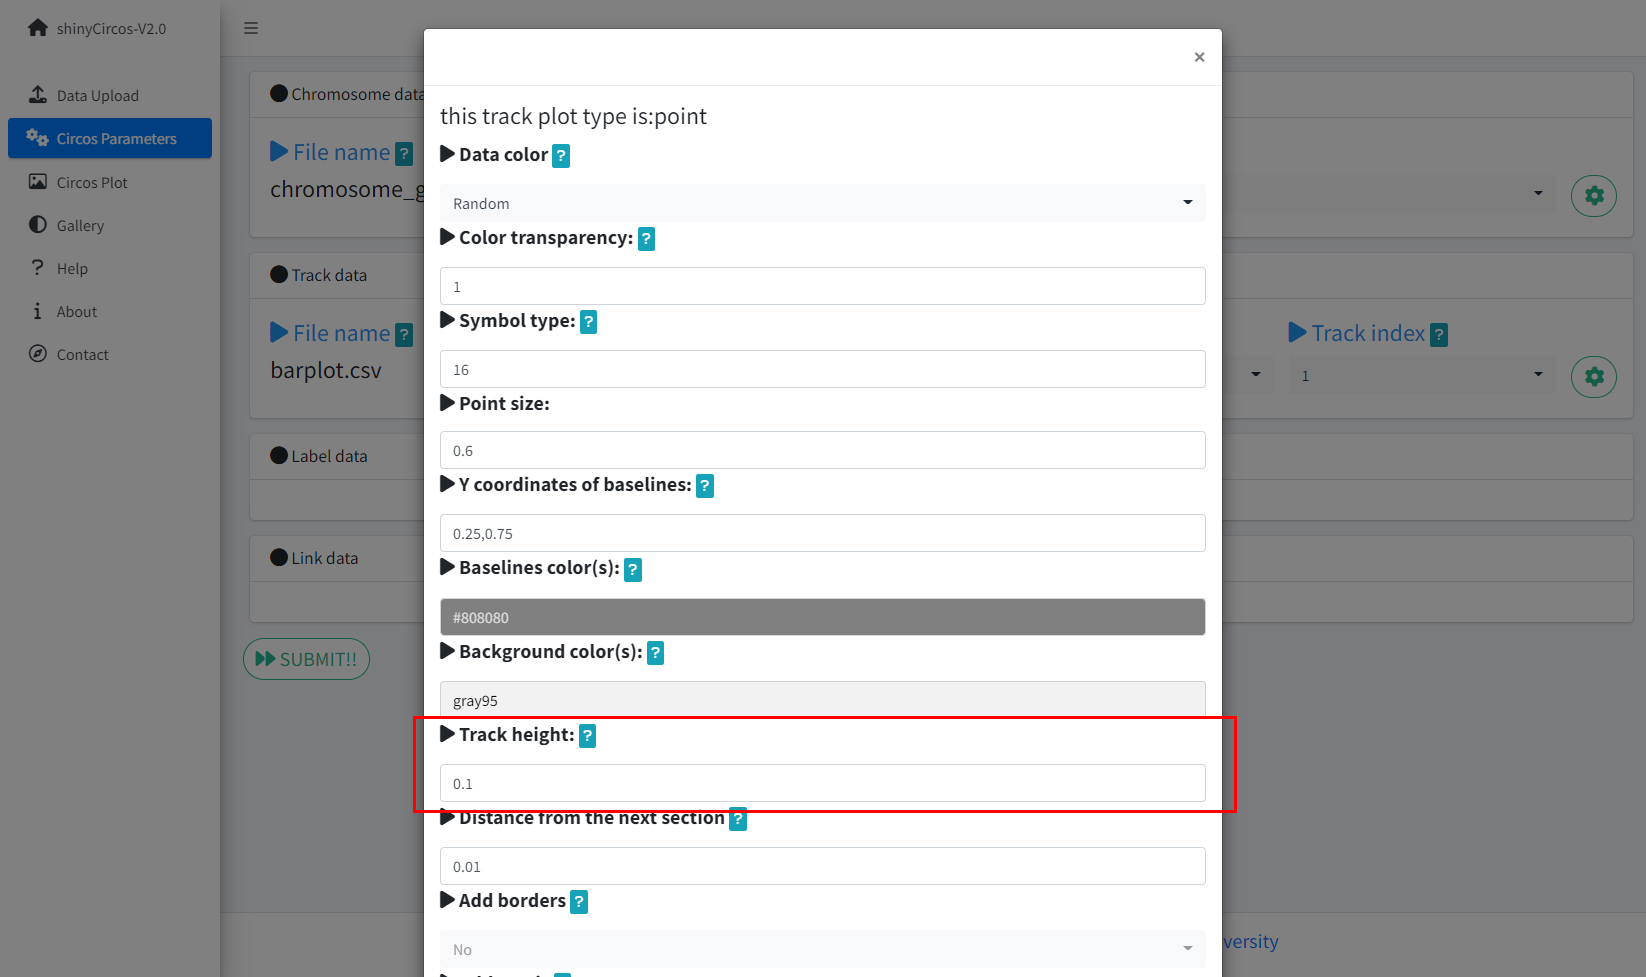 shinyCircos-V2.0
Data Upload
Circos Parameters
Circos Plot
Gallery
Help
About
Contact
Chromosome data
File name ?
chromosome_g
Track data
File name ?
barplot.csv
Track index ?
1
Label data
Link data
SUBMIT!!
×
this track plot type is:point
Data color ?
Random
Color transparency: ?
1
Symbol type: ?
16
Point size:
0.6
Y coordinates of baselines: ?
0.25,0.75
Baselines color(s): ?
#808080
Background color(s): ?
gray95
Track height: ?
0.1
Distance from the next section ?
0.01
Add borders ?
No
versity